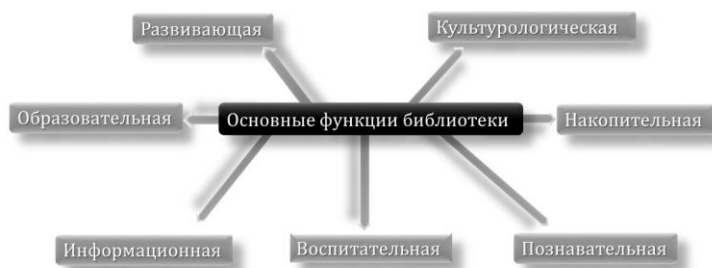 Развивающая
Культурологическая
Образовательная
Основные функции библиотеки
Накопительная
Информационная
Воспитательная
Познавательная